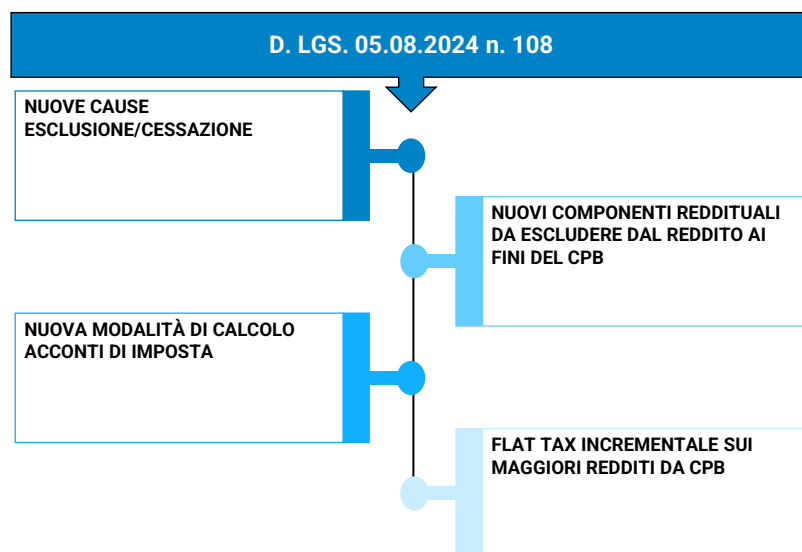 D. LGS. 05.08.2024 n. 108
NUOVE CAUSE
ESCLUSIONE/CESSAZIONE
NUOVI COMPONENTI REDDITUALI
DA ESCLUDERE DAL REDDITO AI
FINI DEL CPB
NUOVA MODALITÀ DI CALCOLO
ACCONTI DI IMPOSTA
FLAT TAX INCREMENTALE SUI
MAGGIORI REDDITI DA CPB